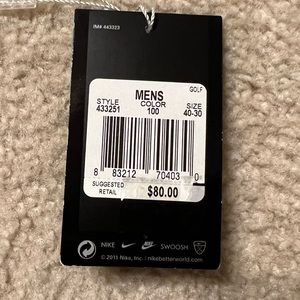 IM# 443323
GOLF
MENS
STYLE COLOR SIZE
433251 100 40-30
8 83212 70403 0
SUGGESTED
RETAIL $80.00
NIKE SWOOSH
© 2011 Nike, Inc. | nikebetterworld.com